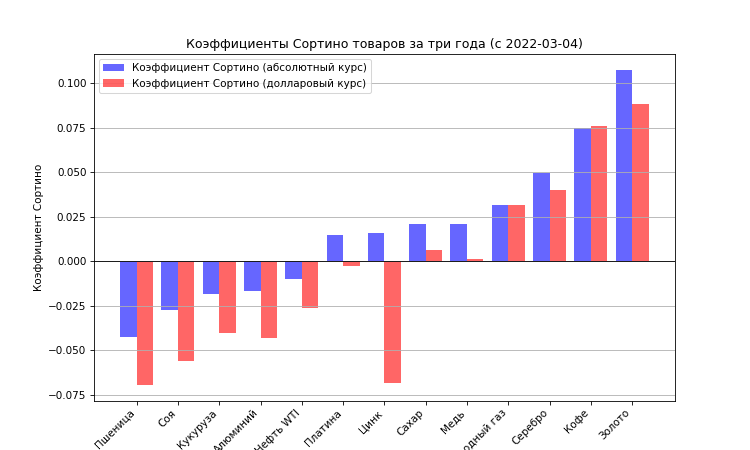 Коэффициенты Сортино товаров за три года (с 2022-03-04)
Коэффициент Сортино (абсолютный курс)
Коэффициент Сортино (долларовый курс)
Коэффициент Сортино
0.100
0.075
0.050
0.025
0.000
−0.025
−0.050
−0.075
Пшеница
Соя
Кукуруза
Алюминий
Нефть WTI
Платина
Цинк
Сахар
Медь
одный газ
Серебро
Кофе
Золото